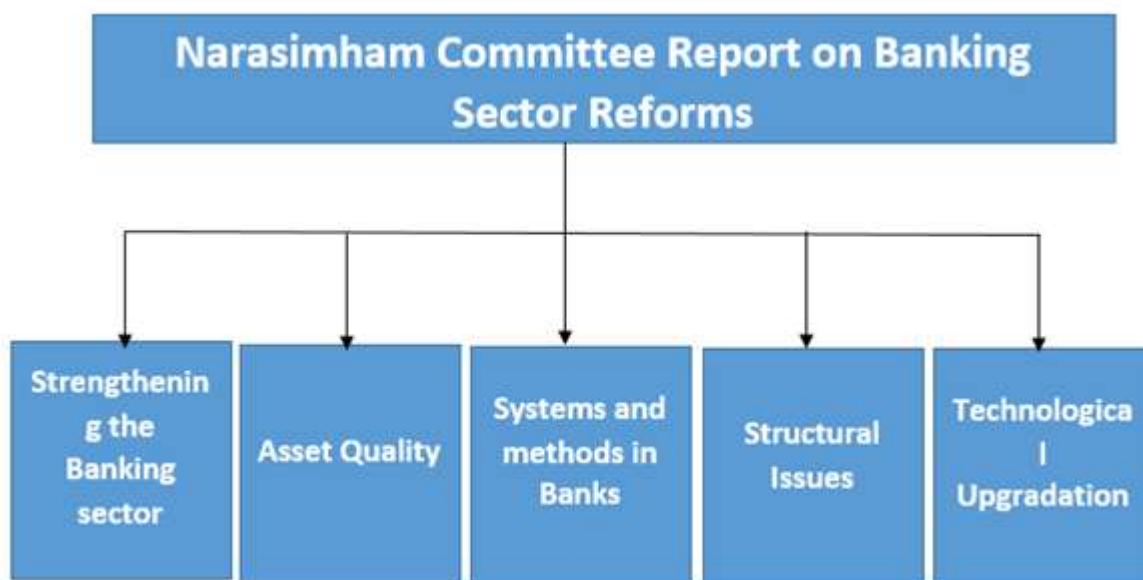 Narasimham Committee Report on Banking
Sector Reforms
Strengthenin
g the
Banking
sector
Asset Quality
Systems and
methods in
Banks
Structural
Issues
Technologica
l
Upgradation